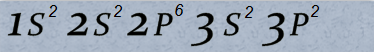 1S² 2S² 2P⁶ 3S² 3P²